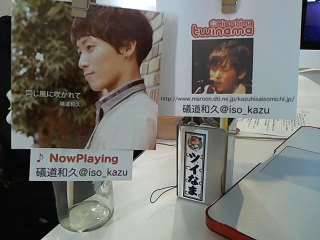 同じ風に吹かれて
礒道和久
♪ NowPlaying
礒道和久@iso_kazu
twinama
http://www.maroon.dti.ne.jp/kazuhisaisomichi/
礒道和久@iso_kazu
ツイなま